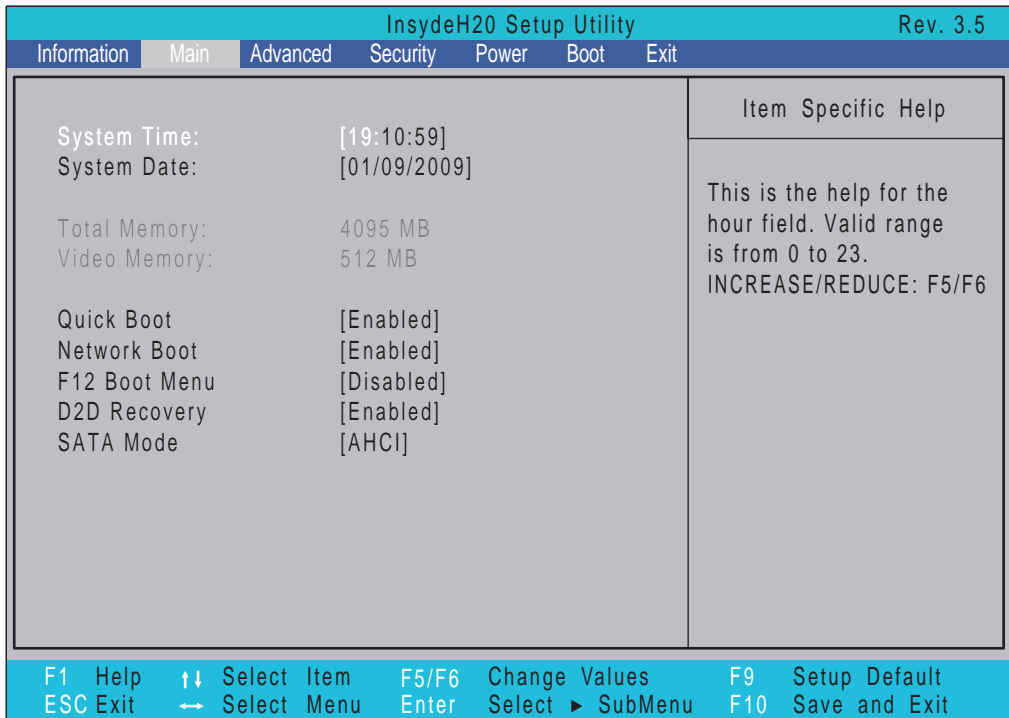 InsydeH20 Setup Utility Rev. 3.5
Information Main Advanced Security Power Boot Exit
System Time: [19:10:59]
System Date: [01/09/2009]
Total Memory: 4095 MB
Video Memory: 512 MB
Quick Boot [Enabled]
Network Boot [Enabled]
F12 Boot Menu [Disabled]
D2D Recovery [Enabled]
SATA Mode [AHCI]
Item Specific Help
This is the help for the
hour field. Valid range
is from 0 to 23.
INCREASE/REDUCE: F5/F6
F1 Help ↑↓ Select Item F5/F6 Change Values F9 Setup Default
ESC Exit ↔ Select Menu Enter Select ► SubMenu F10 Save and Exit